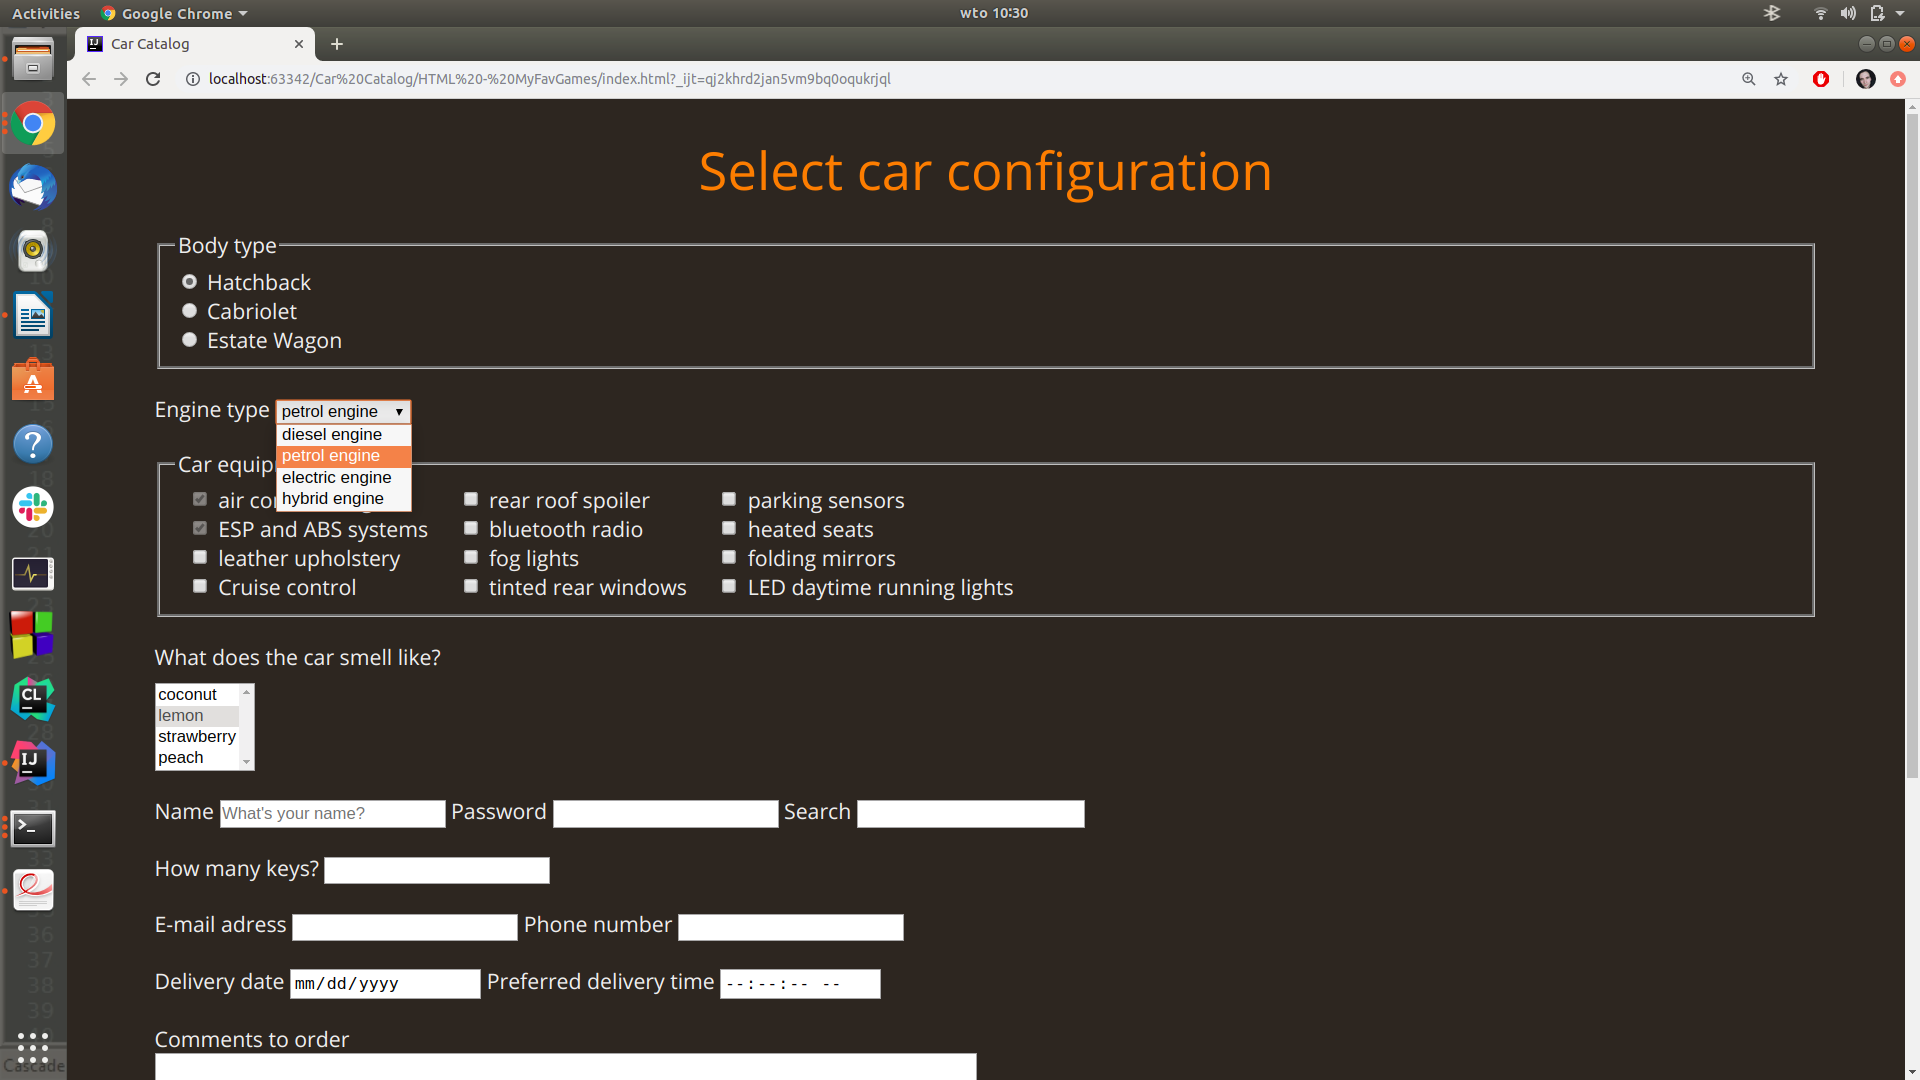 Activities Google Chrome wto 10:30
Car Catalog
localhost:63342/Car%20Catalog/HTML%20-%20MyFavGames/index.html?_ijt=qj2khrd2jan5vm9bq0oqukrjql
Select car configuration
Body type
Hatchback
Cabriolet
Estate Wagon
Engine type petrol engine
diesel engine
petrol engine
electric engine
hybrid engine
Car equip
air co rear roof spoiler parking sensors
ESP and ABS systems bluetooth radio heated seats
leather upholstery fog lights folding mirrors
Cruise control tinted rear windows LED daytime running lights
What does the car smell like?
coconut
lemon
strawberry
peach
Name What's your name? Password Search
How many keys?
E-mail adress Phone number
Delivery date mm/dd/yyyy Preferred delivery time --:--:-- --
Comments to order
Cascade